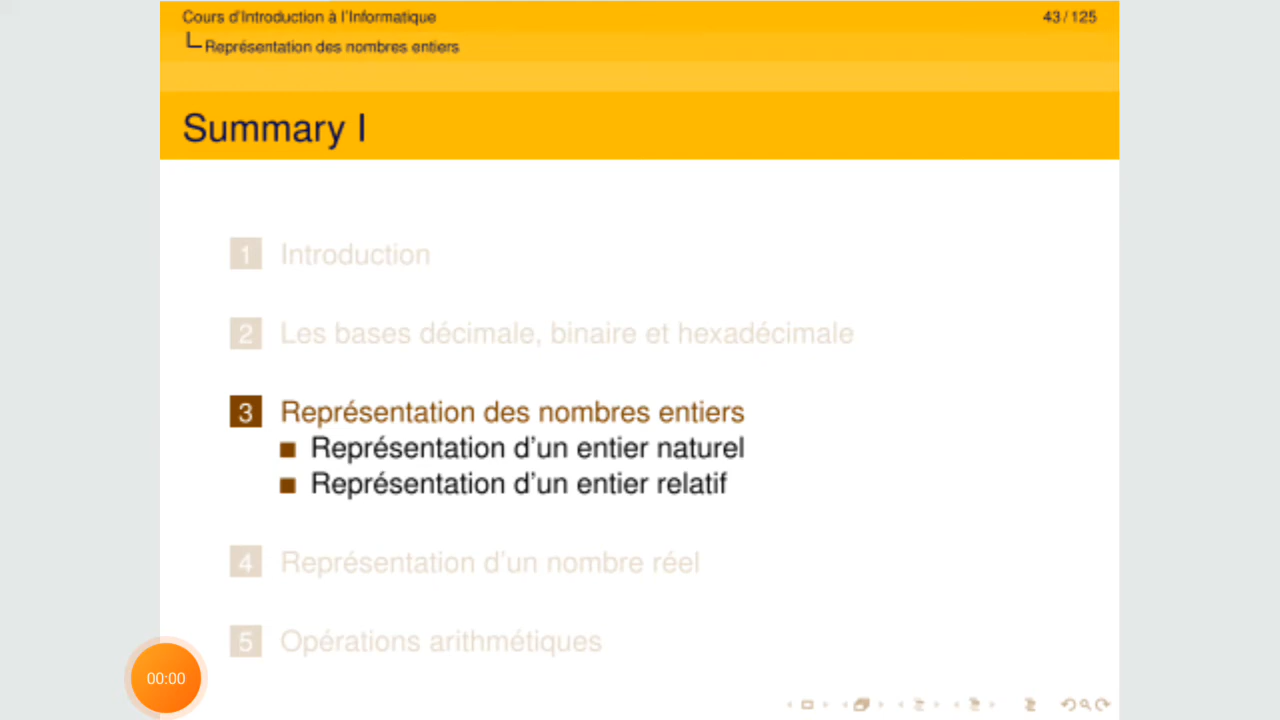 Cours d'Introduction à l'Informatique
43 / 125
Représentation des nombres entiers
Summary I
1 Introduction
2 Les bases décimale, binaire et hexadécimale
3 Représentation des nombres entiers
Représentation d'un entier naturel
Représentation d'un entier relatif
4 Représentation d'un nombre réel
5 Opérations arithmétiques
00:00